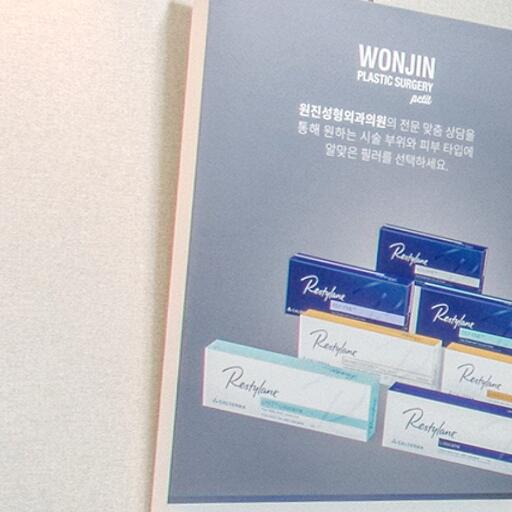 WONJIN
PLASTIC SURGERY
petit
원진성형외과의원의 전문 맞춤 상담을
통해 원하는 시술 부위와 피부 타입에
알맞은 필러를 선택하세요.
Restylane
Restylane
Restylane
Restylane
Restylane
Restylane
GALDERMA
Restylane
GALDERMA